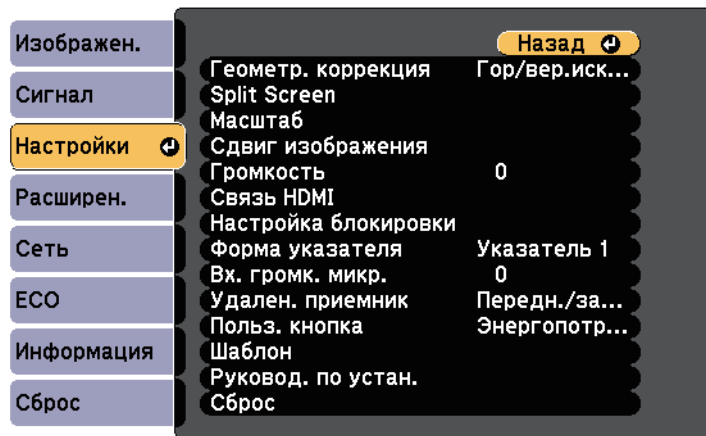 Изображен.
Сигнал
Настройки
Расширен.
Сеть
ECO
Информация
Сброс
Назад
Геометр. коррекция Гор/вер.иск...
Split Screen
Масштаб
Сдвиг изображения
Громкость 0
Связь HDMI
Настройка блокировки
Форма указателя Указатель 1
Вх. громк. микр. 0
Удален. приемник Передн./за...
Польз. кнопка Энергопотр...
Шаблон
Руковод. по устан.
Сброс